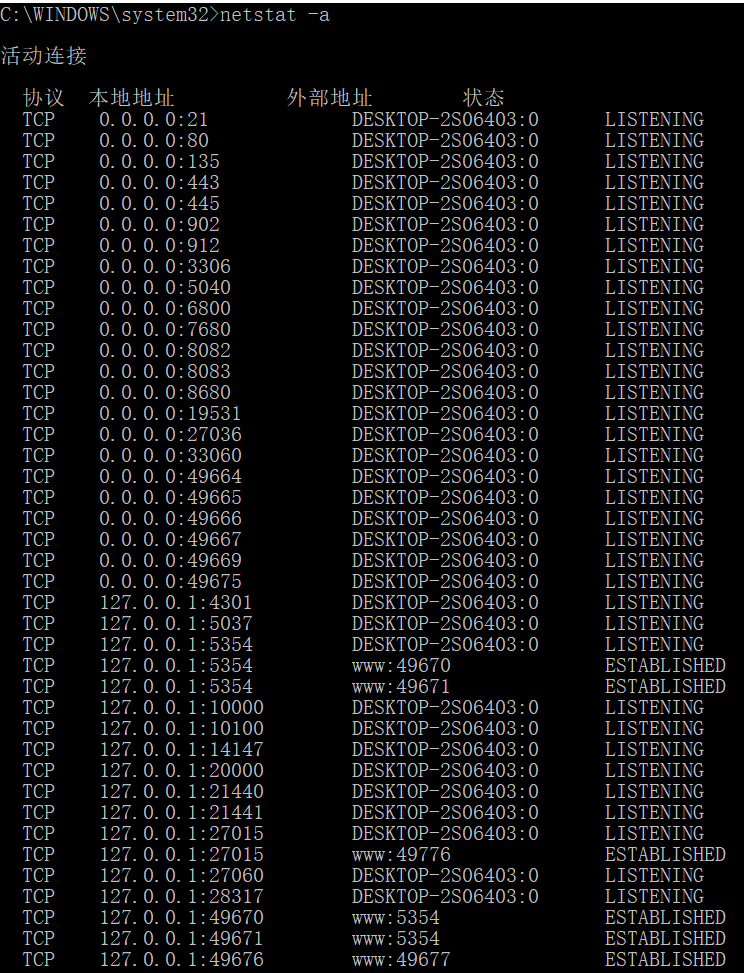 C:\WINDOWS\system32>netstat -a
活动连接
协议 本地地址 外部地址 状态
TCP 0.0.0.0:21 DESKTOP-2S06403:0 LISTENING
TCP 0.0.0.0:80 DESKTOP-2S06403:0 LISTENING
TCP 0.0.0.0:135 DESKTOP-2S06403:0 LISTENING
TCP 0.0.0.0:443 DESKTOP-2S06403:0 LISTENING
TCP 0.0.0.0:445 DESKTOP-2S06403:0 LISTENING
TCP 0.0.0.0:902 DESKTOP-2S06403:0 LISTENING
TCP 0.0.0.0:912 DESKTOP-2S06403:0 LISTENING
TCP 0.0.0.0:3306 DESKTOP-2S06403:0 LISTENING
TCP 0.0.0.0:5040 DESKTOP-2S06403:0 LISTENING
TCP 0.0.0.0:6800 DESKTOP-2S06403:0 LISTENING
TCP 0.0.0.0:7680 DESKTOP-2S06403:0 LISTENING
TCP 0.0.0.0:8082 DESKTOP-2S06403:0 LISTENING
TCP 0.0.0.0:8083 DESKTOP-2S06403:0 LISTENING
TCP 0.0.0.0:8680 DESKTOP-2S06403:0 LISTENING
TCP 0.0.0.0:19531 DESKTOP-2S06403:0 LISTENING
TCP 0.0.0.0:27036 DESKTOP-2S06403:0 LISTENING
TCP 0.0.0.0:33060 DESKTOP-2S06403:0 LISTENING
TCP 0.0.0.0:49664 DESKTOP-2S06403:0 LISTENING
TCP 0.0.0.0:49665 DESKTOP-2S06403:0 LISTENING
TCP 0.0.0.0:49666 DESKTOP-2S06403:0 LISTENING
TCP 0.0.0.0:49667 DESKTOP-2S06403:0 LISTENING
TCP 0.0.0.0:49669 DESKTOP-2S06403:0 LISTENING
TCP 0.0.0.0:49675 DESKTOP-2S06403:0 LISTENING
TCP 127.0.0.1:4301 DESKTOP-2S06403:0 LISTENING
TCP 127.0.0.1:5037 DESKTOP-2S06403:0 LISTENING
TCP 127.0.0.1:5354 DESKTOP-2S06403:0 LISTENING
TCP 127.0.0.1:5354 www:49670 ESTABLISHED
TCP 127.0.0.1:5354 www:49671 ESTABLISHED
TCP 127.0.0.1:10000 DESKTOP-2S06403:0 LISTENING
TCP 127.0.0.1:10100 DESKTOP-2S06403:0 LISTENING
TCP 127.0.0.1:14147 DESKTOP-2S06403:0 LISTENING
TCP 127.0.0.1:20000 DESKTOP-2S06403:0 LISTENING
TCP 127.0.0.1:21440 DESKTOP-2S06403:0 LISTENING
TCP 127.0.0.1:21441 DESKTOP-2S06403:0 LISTENING
TCP 127.0.0.1:27015 DESKTOP-2S06403:0 LISTENING
TCP 127.0.0.1:27015 www:49776 ESTABLISHED
TCP 127.0.0.1:27060 DESKTOP-2S06403:0 LISTENING
TCP 127.0.0.1:28317 DESKTOP-2S06403:0 LISTENING
TCP 127.0.0.1:49670 www:5354 ESTABLISHED
TCP 127.0.0.1:49671 www:5354 ESTABLISHED
TCP 127.0.0.1:49676 www:49677 ESTABLISHED